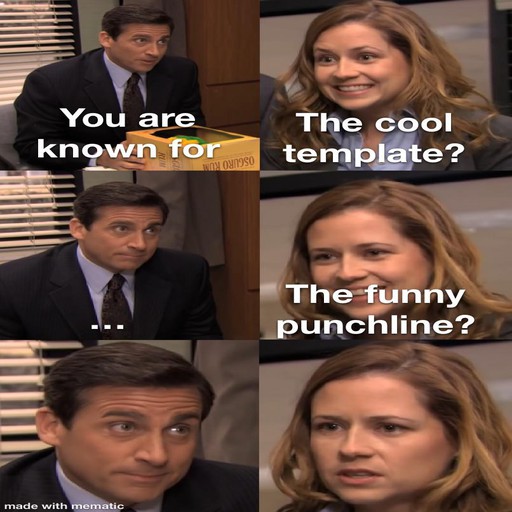 You are
known for
The cool
template?
...
The funny
punchline?
made with mematic